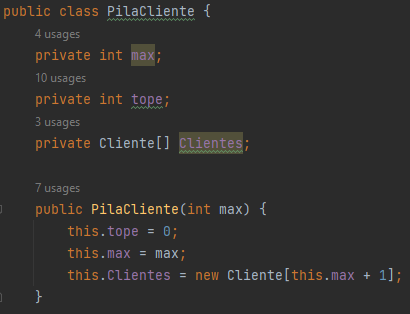 public class PilaCliente {
4 usages
private int max;
10 usages
private int tope;
3 usages
private Cliente[] Clientes;
7 usages
public PilaCliente(int max) {
this.tope = 0;
this.max = max;
this.Clientes = new Cliente[this.max + 1];
}